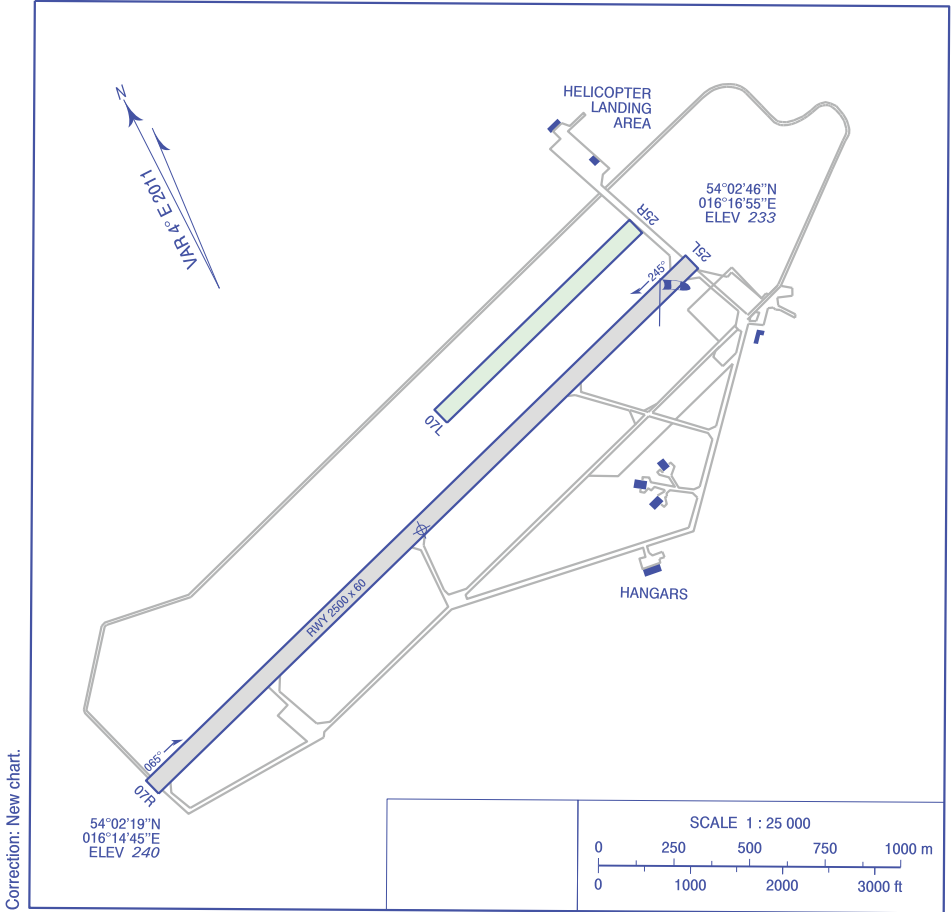 N
VAR 4° E 2011
HELICOPTER
LANDING
AREA
54°02'46"N
016°16'55"E
ELEV 233
25R
25L
245°
07L
RWY 2500 x 60
HANGARS
065°
07R
54°02'19"N
016°14'45"E
ELEV 240
Correction: New chart.
SCALE 1 : 25 000
0 250 500 750 1000 m
0 1000 2000 3000 ft